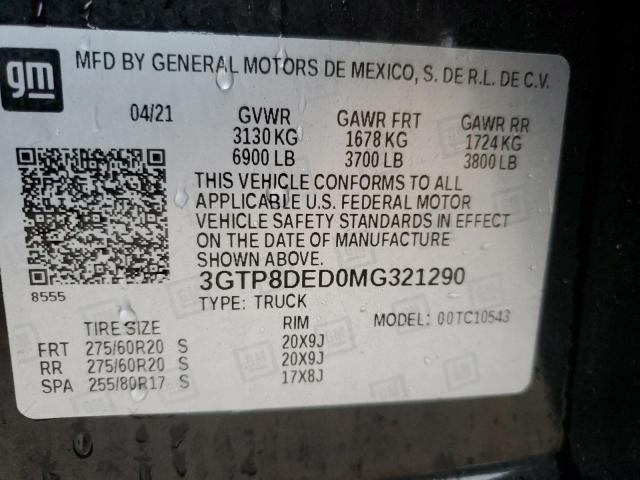 gm
MFD BY GENERAL MOTORS DE MEXICO, S. DE R.L. DE C.V.
04/21 GVWR GAWR FRT GAWR RR
3130 KG 1678 KG 1724 KG
6900 LB 3700 LB 3800 LB
THIS VEHICLE CONFORMS TO ALL
APPLICABLE U.S. FEDERAL MOTOR
VEHICLE SAFETY STANDARDS IN EFFECT
ON THE DATE OF MANUFACTURE
SHOWN ABOVE.
8555
3GTP8DED0MG321290
TYPE: TRUCK
MODEL: 00TC10543
TIRE SIZE RIM
FRT 275/60R20 S 20X9J
RR 275/60R20 S 20X9J
SPA 255/80R17 S 17X8J